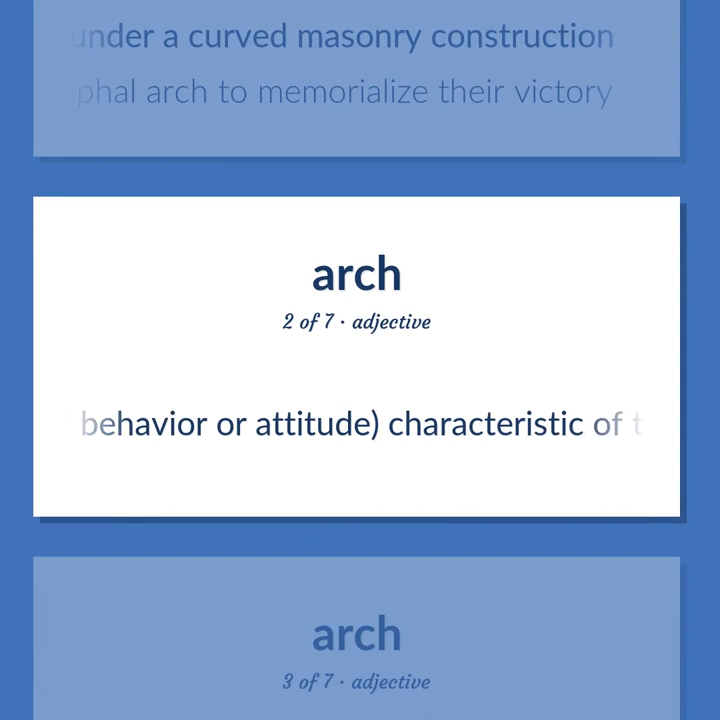 under a curved masonry construction
arch to memorialize their victory
arch
2 of 7 · adjective
behavior or attitude) characteristic of
arch
3 of 7 · adjective